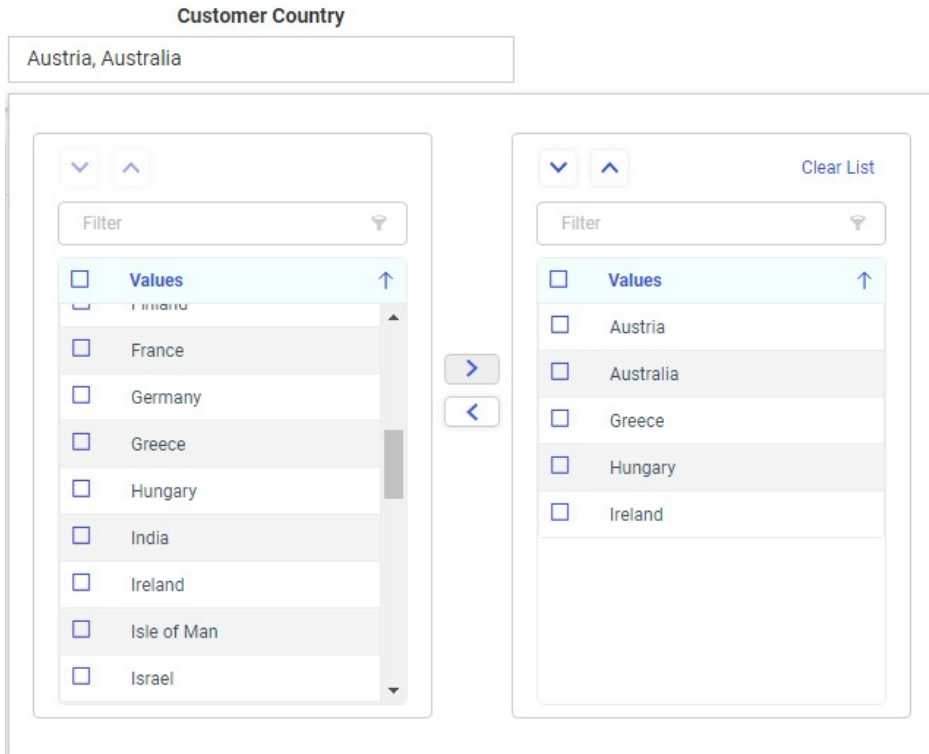 Customer Country
Austria, Australia
Clear List
Filter
Filter
Values
Values
Finland
France
Germany
Greece
Hungary
India
Ireland
Isle of Man
Israel
Austria
Australia
Greece
Hungary
Ireland